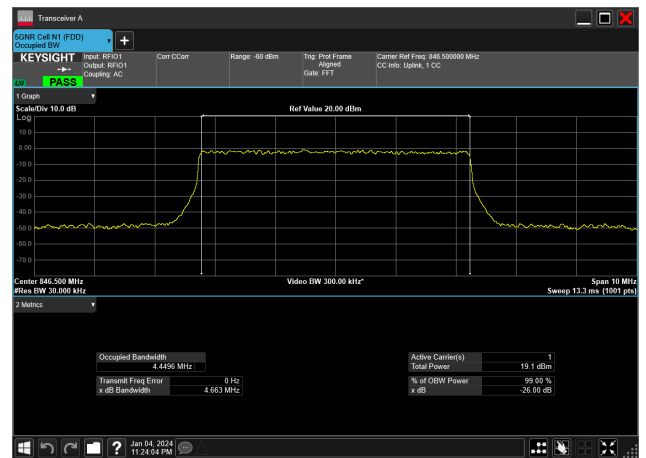 Transceiver A
5GNR Cell N1 (FDD)
Occupied BW
KEYSIGHT
LXI
PASS
Input: RFIO1
Output: RFIO1
Coupling: AC
Corr CCorr
Range: -60 dBm
Trig: Prot Frame
Aligned
Gate: FFT
Carrier Ref Freq: 846.500000 MHz
CC Info: Uplink, 1 CC
1 Graph
Scale/Div 10.0 dB
Ref Value 20.00 dBm
Log
10.0
0.00
-10.0
-20.0
-30.0
-40.0
-50.0
-60.0
-70.0
Center 846.500 MHz
Video BW 300.00 kHz*
Span 10 MHz
#Res BW 30.000 kHz
Sweep 13.3 ms (1001 pts)
2 Metrics
Occupied Bandwidth
4.4496 MHz
Transmit Freq Error 0 Hz
x dB Bandwidth 4.663 MHz
Active Carrier(s) 1
Total Power 19.1 dBm
% of OBW Power 99.00 %
x dB -26.00 dB
Jan 04, 2024
11:24:04 PM